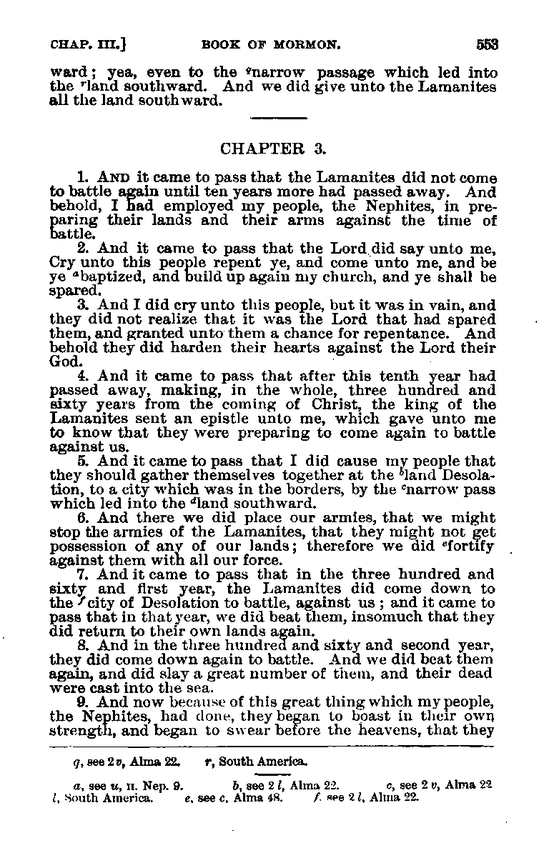 CHAP. III.] BOOK OF MORMON. 553
ward; yea, even to the qnarrow passage which led into
the rland southward. And we did give unto the Lamanites
all the land southward.
CHAPTER 3.
1. AND it came to pass that the Lamanites did not come
to battle again until ten years more had passed away. And
behold, I had employed my people, the Nephites, in pre-
paring their lands and their arms against the time of
battle.
2. And it came to pass that the Lord did say unto me,
Cry unto this people repent ye, and come unto me, and be
ye abaptized, and build up again my church, and ye shall be
spared.
3. And I did cry unto this people, but it was in vain, and
they did not realize that it was the Lord that had spared
them, and granted unto them a chance for repentance. And
behold they did harden their hearts against the Lord their
God.
4. And it came to pass that after this tenth year had
passed away, making, in the whole, three hundred and
sixty years from the coming of Christ, the king of the
Lamanites sent an epistle unto me, which gave unto me
to know that they were preparing to come again to battle
against us.
5. And it came to pass that I did cause my people that
they should gather themselves together at the bland Desola-
tion, to a city which was in the borders, by the cnarrow pass
which led into the dland southward.
6. And there we did place our armies, that we might
stop the armies of the Lamanites, that they might not get
possession of any of our lands; therefore we did efortify
against them with all our force.
7. And it came to pass that in the three hundred and
sixty and first year, the Lamanites did come down to
the fcity of Desolation to battle, against us; and it came to
pass that in that year, we did beat them, insomuch that they
did return to their own lands again.
8. And in the three hundred and sixty and second year,
they did come down again to battle. And we did beat them
again, and did slay a great number of them, and their dead
were cast into the sea.
9. And now because of this great thing which my people,
the Nephites, had done, they began to boast in their own
strength, and began to swear before the heavens, that they
q, see 2 v, Alma 22. r, South America.
a, see u, II. Nep. 9. b, see 2 l, Alma 22. c, see 2 v, Alma 22
l, South America. e, see c, Alma 48. f, see 2 l, Alma 22.